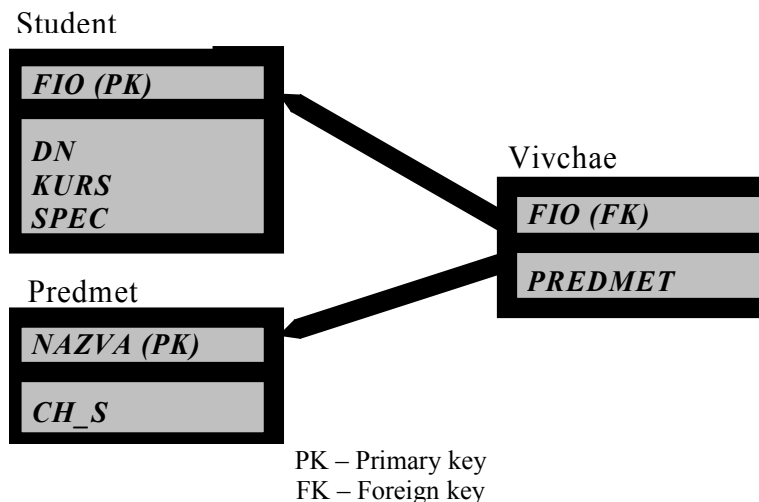 Student
FIO (PK)
DN
KURS
SPEC
Vivchae
FIO (FK)
PREDMET
Predmet
NAZVA (PK)
CH_S
PK – Primary key
FK – Foreign key